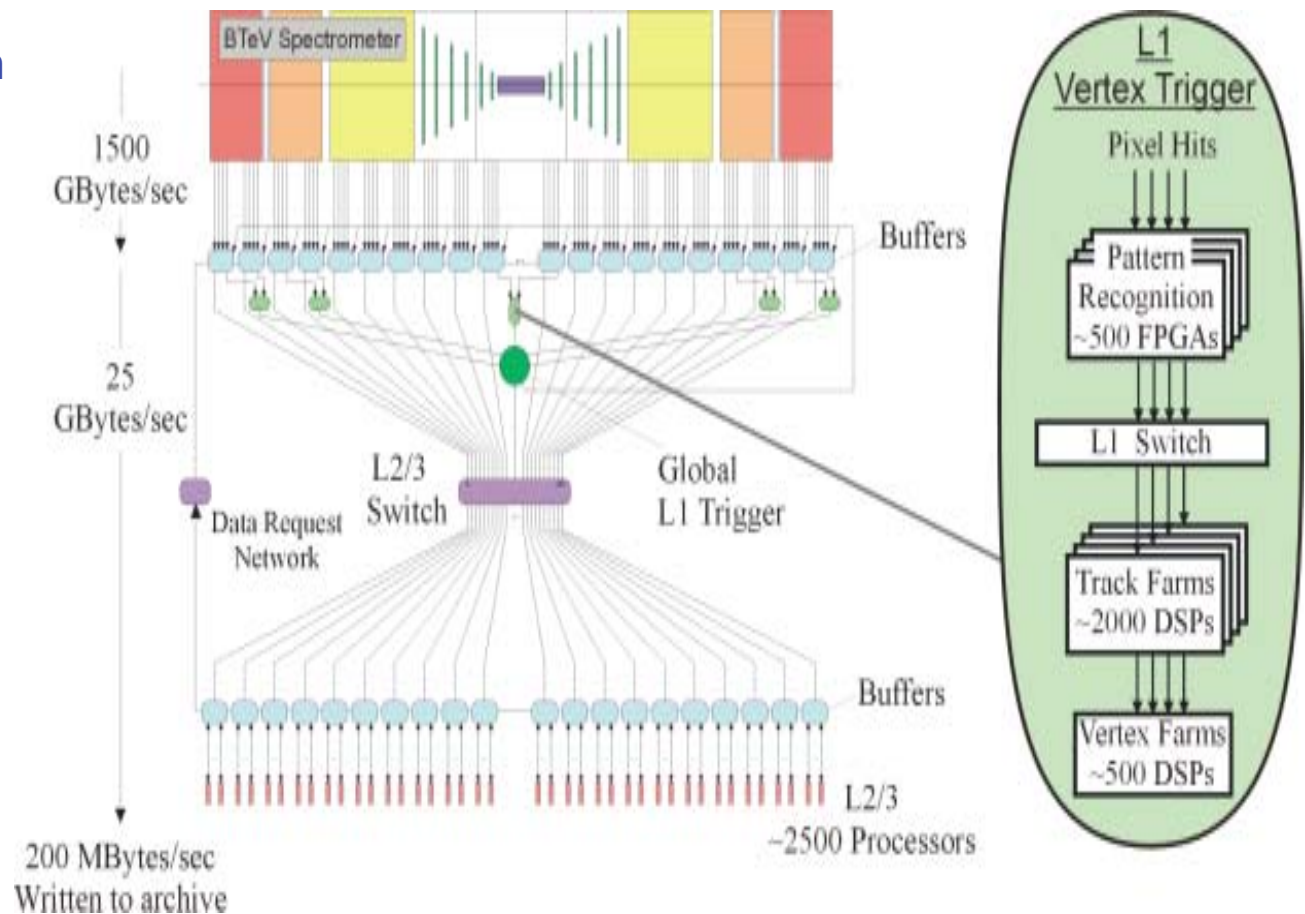 BTeV Spectrometer
1500
GBytes/sec
Buffers
25
GBytes/sec
L2/3
Switch
Global
L1 Trigger
Data Request
Network
Buffers
L2/3
~2500 Processors
200 MBytes/sec
Written to archive
L1
Vertex Trigger
Pixel Hits
Pattern
Recognition
~500 FPGAs
L1 Switch
Track Farms
~2000 DSPs
Vertex Farms
~500 DSPs